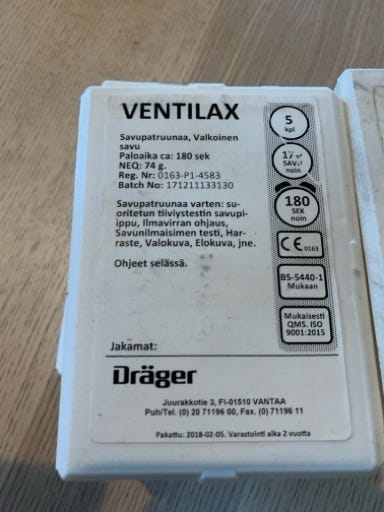 VENTILAX
Savupatruunaa, Valkoinen
savu
Paloaika ca: 180 sek
NEQ: 74 g.
Reg. Nr: 0163-P1-4583
Batch No: 171211133130
Savupatruunaa varten: su-
oritetun tiiviystestin savupi-
ippu, Ilmavirran ohjaus,
Savunilmaisimen testi, Har-
raste, Valokuva, Elokuva, jne.
Ohjeet selässä.
5
kpl
SAVU
noin
180
SEK
noin
CE 0163
BS-5440-1
Mukaan
Mukaisesti
QMS. ISO
9001:2015
Jakamat:
Dräger
Juurakkotie 3, FI-01510 VANTAA
Puh/Tel. (0) 20 71196 00, Fax. (0) 71196 11
Pakattu: 2018-02-05. Varastointi aika 2 vuotta